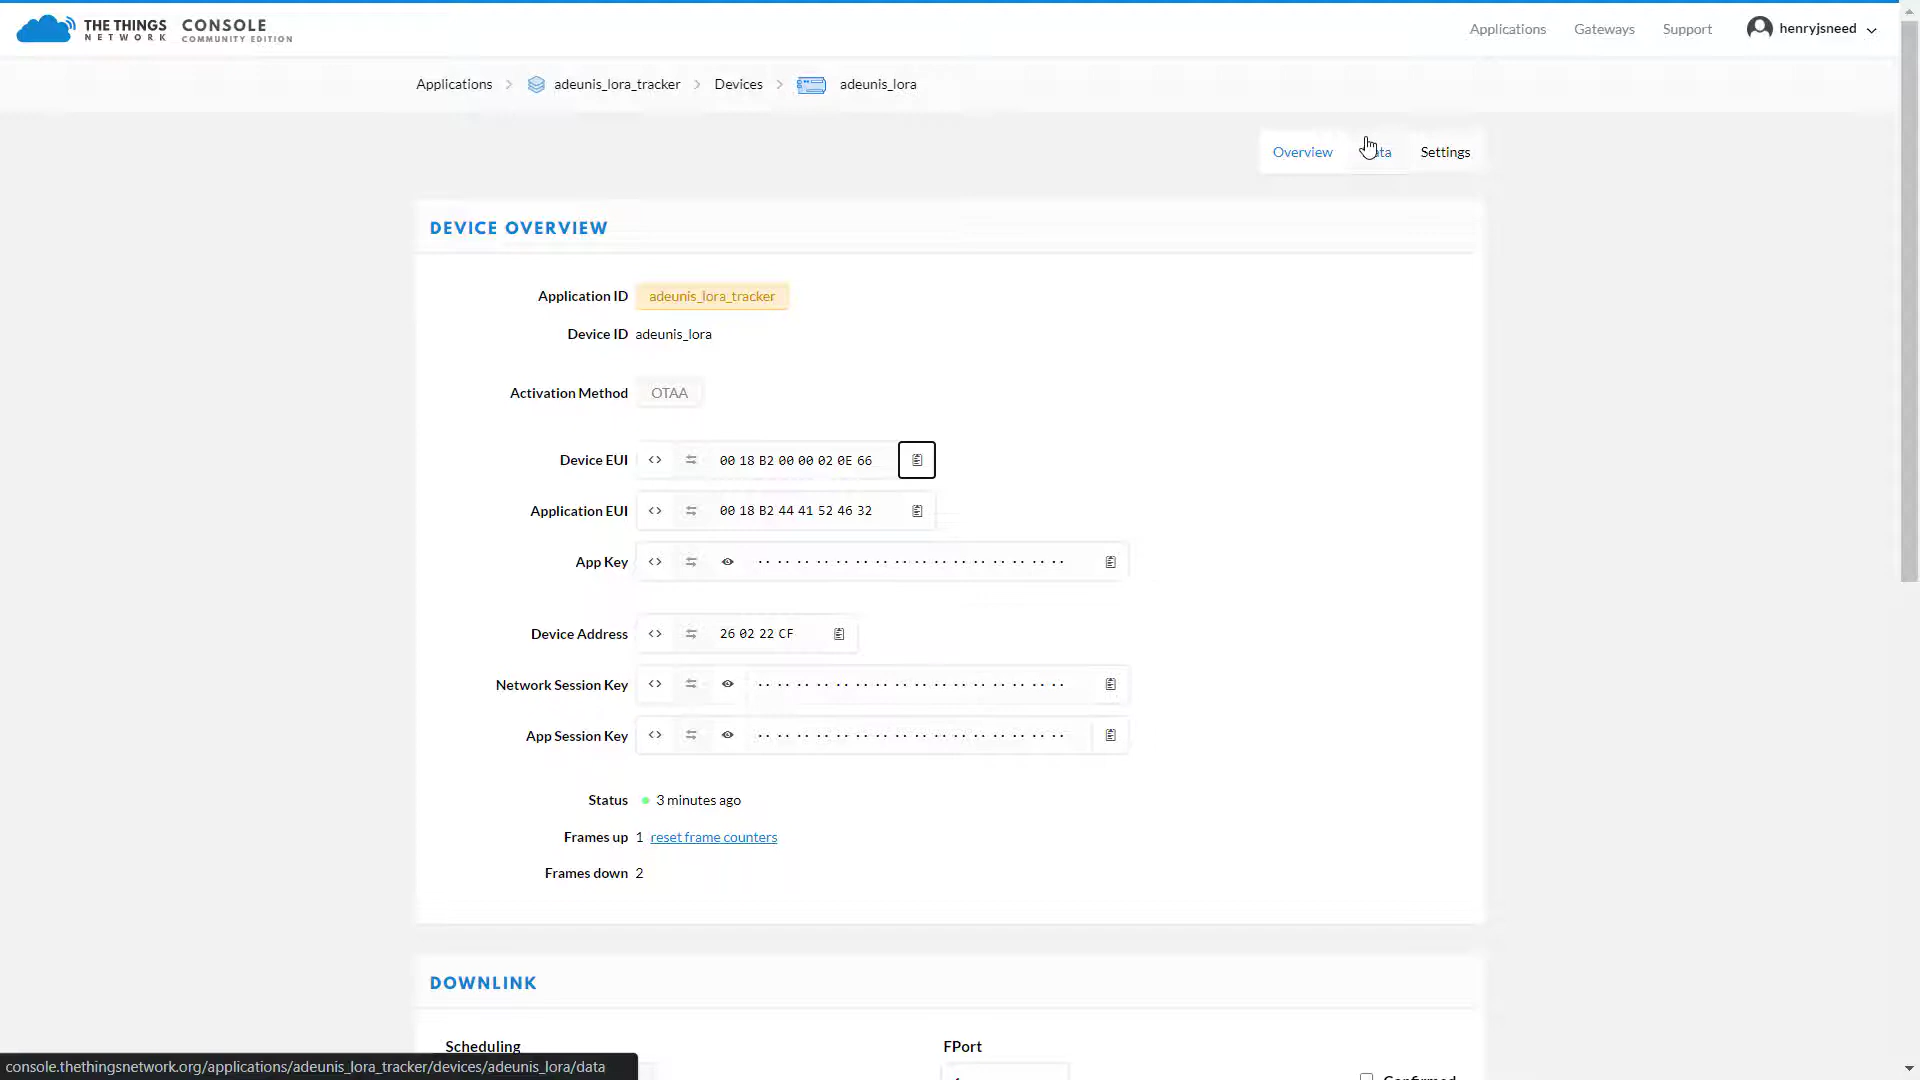 THE THINGS NETWORK CONSOLE COMMUNITY EDITION
Applications Gateways Support henryjsneed
Applications adeunis_lora_tracker Devices adeunis_lora
Overview Settings
DEVICE OVERVIEW
Application ID adeunis_lora_tracker
Device ID adeunis_lora
Activation Method OTAA
Device EUI 00 18 B2 00 00 02 0E 66
Application EUI 00 18 B2 44 41 52 46 32
App Key
Device Address 26 02 22 CF
Network Session Key
App Session Key
Status 3 minutes ago
Frames up 1 reset frame counters
Frames down 2
DOWNLINK
Scheduling FPort
Confirmed
console.thethingsnetwork.org/applications/adeunis_lora_tracker/devices/adeunis_lora/data